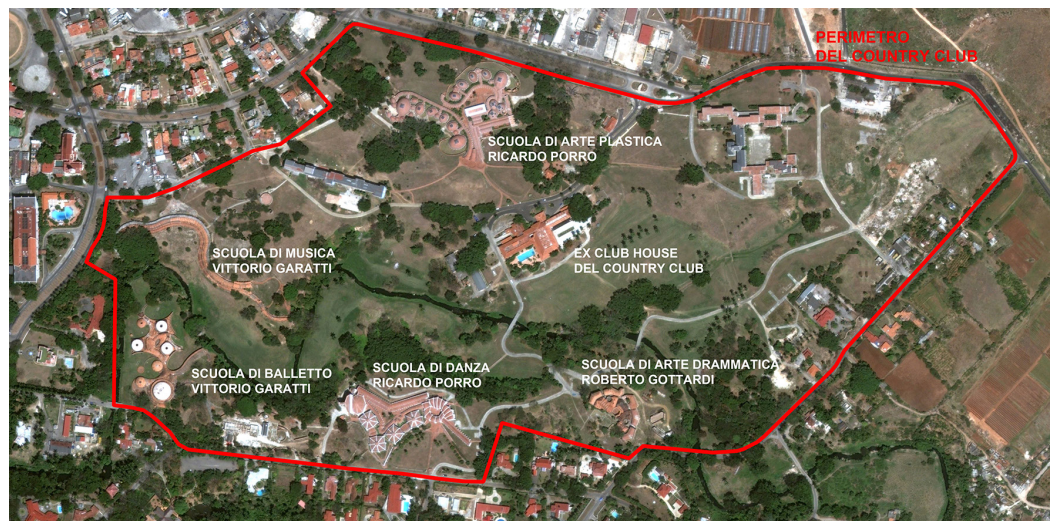 PERIMETRO
DEL COUNTRY CLUB
SCUOLA DI ARTE PLASTICA
RICARDO PORRO
SCUOLA DI MUSICA
VITTORIO GARATTI
EX CLUB HOUSE
DEL COUNTRY CLUB
SCUOLA DI BALLETTO
VITTORIO GARATTI
SCUOLA DI DANZA
RICARDO PORRO
SCUOLA DI ARTE DRAMMATICA
ROBERTO GOTTARDI